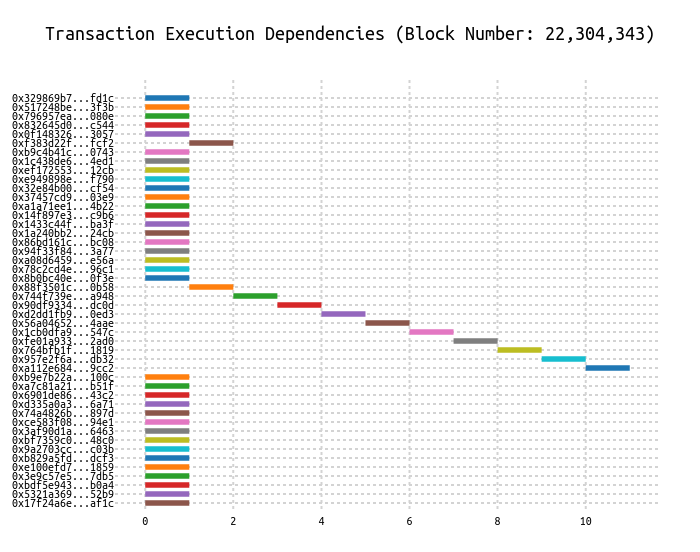 Transaction Execution Dependencies (Block Number: 22,304,343)
0x329869b7...fd1c
0x517248be...3f3b
0x796957ea...080e
0x832645d0...c544
0x0f148326...3057
0xf383d22f...fcf2
0xb9c4b41c...0743
0x1c438de6...4ed1
0xef172553...12cb
0xe949898e...f790
0x32e84b00...cf54
0x37457cd9...03e9
0xa1a71ee1...4b22
0x14f897e3...c9b6
0x1433c44f...ba3f
0x1a240bb2...24cb
0x86bd161c...bc08
0x94f33f84...3a77
0xa08d6459...e56a
0x78c2cd4e...96c1
0x8b0bc40e...0f3e
0x88f3501c...0b58
0x744f739e...a948
0x90df9334...dc0d
0xd2dd1fb9...0ed3
0x56a04652...4aae
0x1cb0dfa9...547c
0xfe01a933...2ad0
0x764bfb1f...1819
0x957e2f6a...db32
0xa112e684...9cc2
0xb9e7b22a...100c
0xa7c81a21...b51f
0x6901de86...43c2
0xd335a0a3...6a71
0x74a4826b...897d
0xce583f08...94e1
0x3af90d1a...6463
0xbf7359c0...48c0
0x9a2703cc...c03b
0xb829a5fd...dcf3
0xe100efd7...1859
0x3e9c57e5...7db5
0xbdf5e943...b0a4
0x5321a369...52b9
0x17f24a6e...af1c
0 2 4 6 8 10